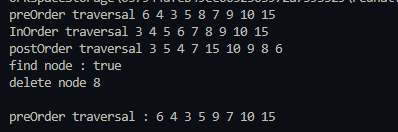 preOrder traversal 6 4 3 5 8 7 9 10 15
InOrder traversal 3 4 5 6 7 8 9 10 15
postOrder traversal 3 5 4 7 15 10 9 8 6
find node : true
delete node 8
preOrder traversal : 6 4 3 5 9 7 10 15